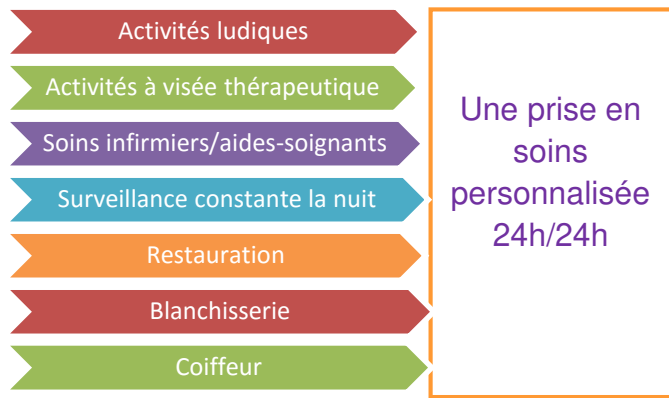 Activités ludiques
Activités à visée thérapeutique
Soins infirmiers/aides-soignants
Surveillance constante la nuit
Restauration
Blanchisserie
Coiffeur
Une prise en
soins
personnalisée
24h/24h